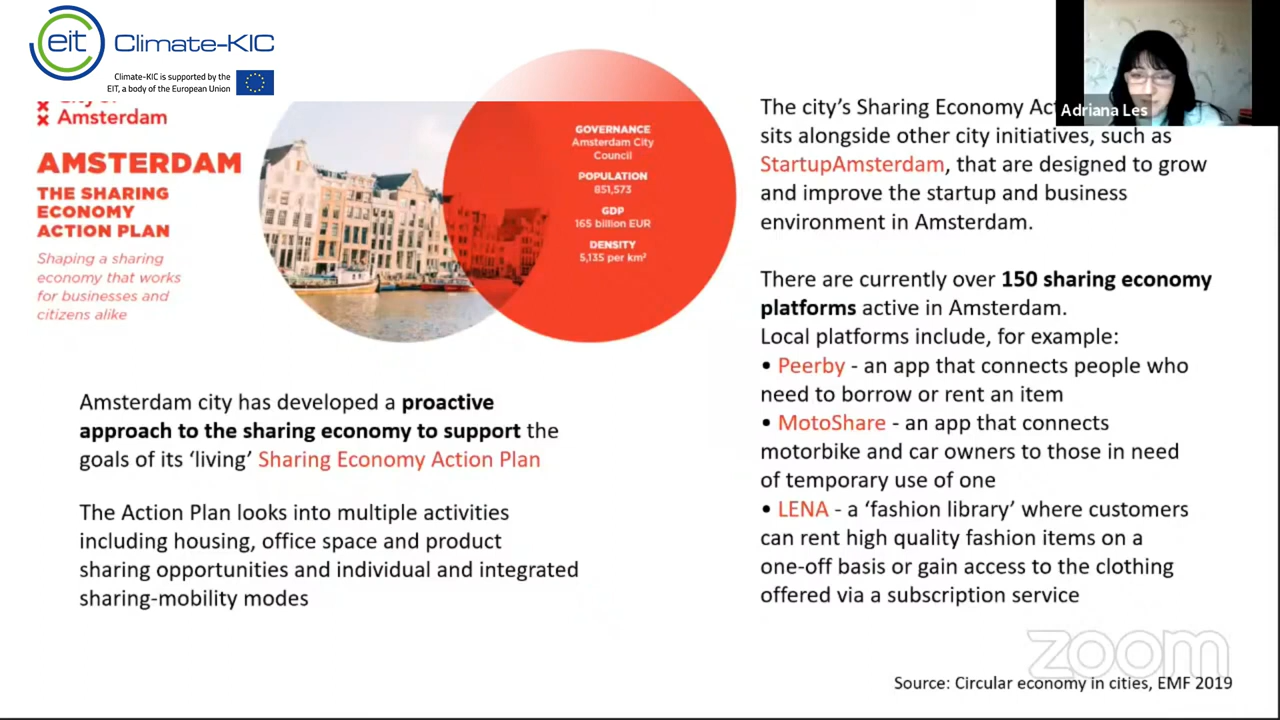 eit Climate-KIC
Climate-KIC is supported by the
EIT, a body of the European Union
Amsterdam
AMSTERDAM
THE SHARING
ECONOMY
ACTION PLAN
Shaping a sharing
economy that works
for businesses and
citizens alike
GOVERNANCE
Amsterdam City
Council
POPULATION
851,573
GDP
165 billion EUR
DENSITY
5,135 per km²
Amsterdam city has developed a proactive
approach to the sharing economy to support the
goals of its ‘living’ Sharing Economy Action Plan
The Action Plan looks into multiple activities
including housing, office space and product
sharing opportunities and individual and integrated
sharing-mobility modes
Adriana Les
The city’s Sharing Economy
sits alongside other city initiatives, such as
StartupAmsterdam, that are designed to grow
and improve the startup and business
environment in Amsterdam.
There are currently over 150 sharing economy
platforms active in Amsterdam.
Local platforms include, for example:
• Peerby - an app that connects people who
need to borrow or rent an item
• MotoShare - an app that connects
motorbike and car owners to those in need
of temporary use of one
• LENA - a ‘fashion library’ where customers
can rent high quality fashion items on a
one-off basis or gain access to the clothing
offered via a subscription service
zoom
Source: Circular economy in cities, EMF 2019